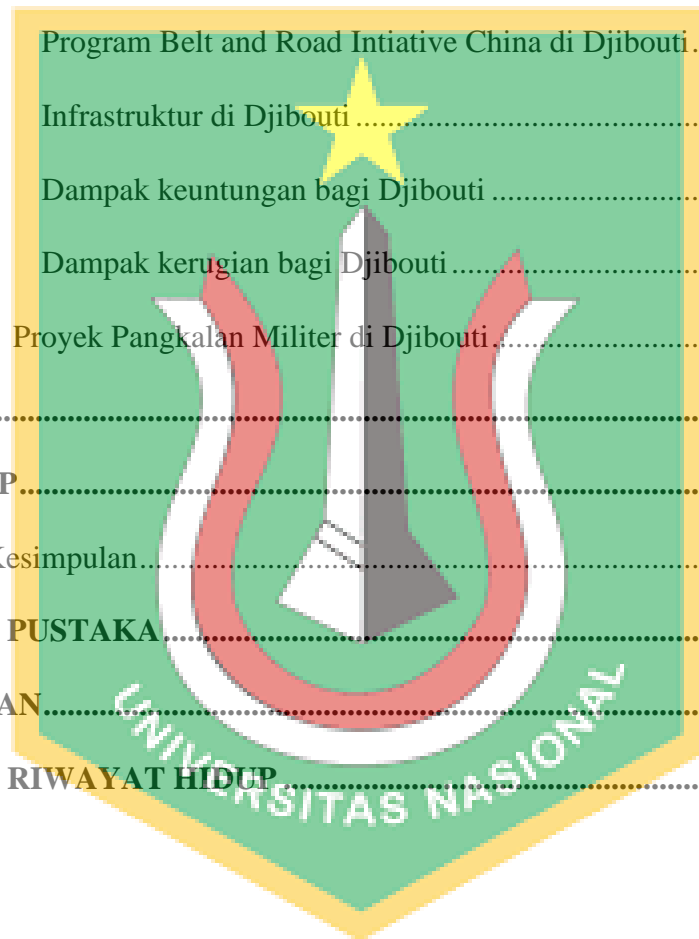 Program Belt and Road Intiative China di Djibouti..
Infrastruktur di Djibouti ............................................
Dampak keuntungan bagi Djibouti ..........................
Dampak kerugian bagi Djibouti ...............................
Proyek Pangkalan Militer di Djibouti..........................
................................................................................
P................................................................................
Kesimpulan................................................................
PUSTAKA................................................................
AN................................................................................
RIWAYAT HIDUP ................................................
UNIVERSITAS NASIONAL